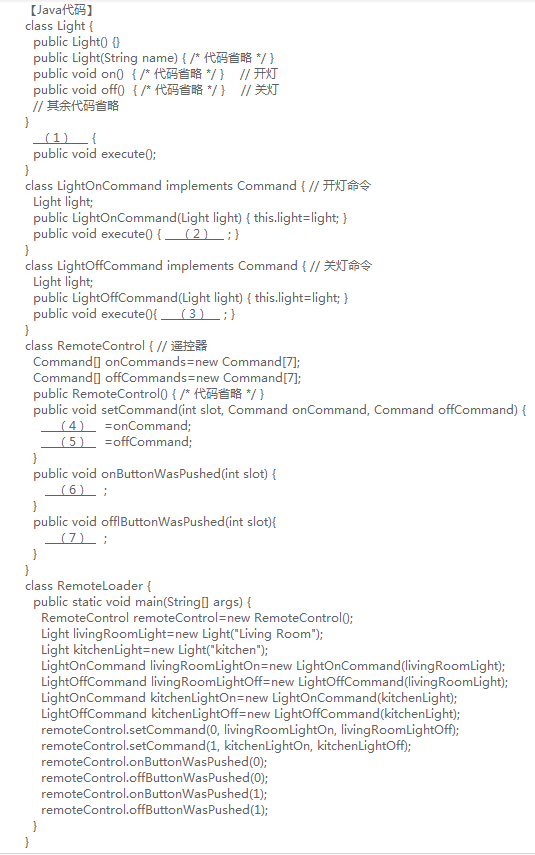 【Java代码】
class Light {
public Light() {}
public Light(String name) { /* 代码省略 */ }
public void on() { /* 代码省略 */ } // 开灯
public void off() { /* 代码省略 */ } // 关灯
// 其余代码省略
}
（1） {
public void execute();
}
class LightOnCommand implements Command { // 开灯命令
Light light;
public LightOnCommand(Light light) { this.light=light; }
public void execute() { （2） ; }
}
class LightOffCommand implements Command { // 关灯命令
Light light;
public LightOffCommand(Light light) { this.light=light; }
public void execute(){ （3） ; }
}
class RemoteControl { // 遥控器
Command[] onCommands=new Command[7];
Command[] offCommands=new Command[7];
public RemoteControl() { /* 代码省略 */ }
public void setCommand(int slot, Command onCommand, Command offCommand) {
（4） =onCommand;
（5） =offCommand;
}
public void onButtonWasPushed(int slot) {
（6） ;
}
public void offlButtonWasPushed(int slot){
（7） ;
}
}
class RemoteLoader {
public static void main(String[] args) {
RemoteControl remoteControl=new RemoteControl();
Light livingRoomLight=new Light("Living Room");
Light kitchenLight=new Light("kitchen");
LightOnCommand livingRoomLightOn=new LightOnCommand(livingRoomLight);
LightOffCommand livingRoomLightOff=new LightOffCommand(livingRoomLight);
LightOnCommand kitchenLightOn=new LightOnCommand(kitchenLight);
LightOffCommand kitchenLightOff=new LightOffCommand(kitchenLight);
remoteControl.setCommand(0, livingRoomLightOn, livingRoomLightOff);
remoteControl.setCommand(1, kitchenLightOn, kitchenLightOff);
remoteControl.onButtonWasPushed(0);
remoteControl.offButtonWasPushed(0);
remoteControl.onButtonWasPushed(1);
remoteControl.offButtonWasPushed(1);
}
}